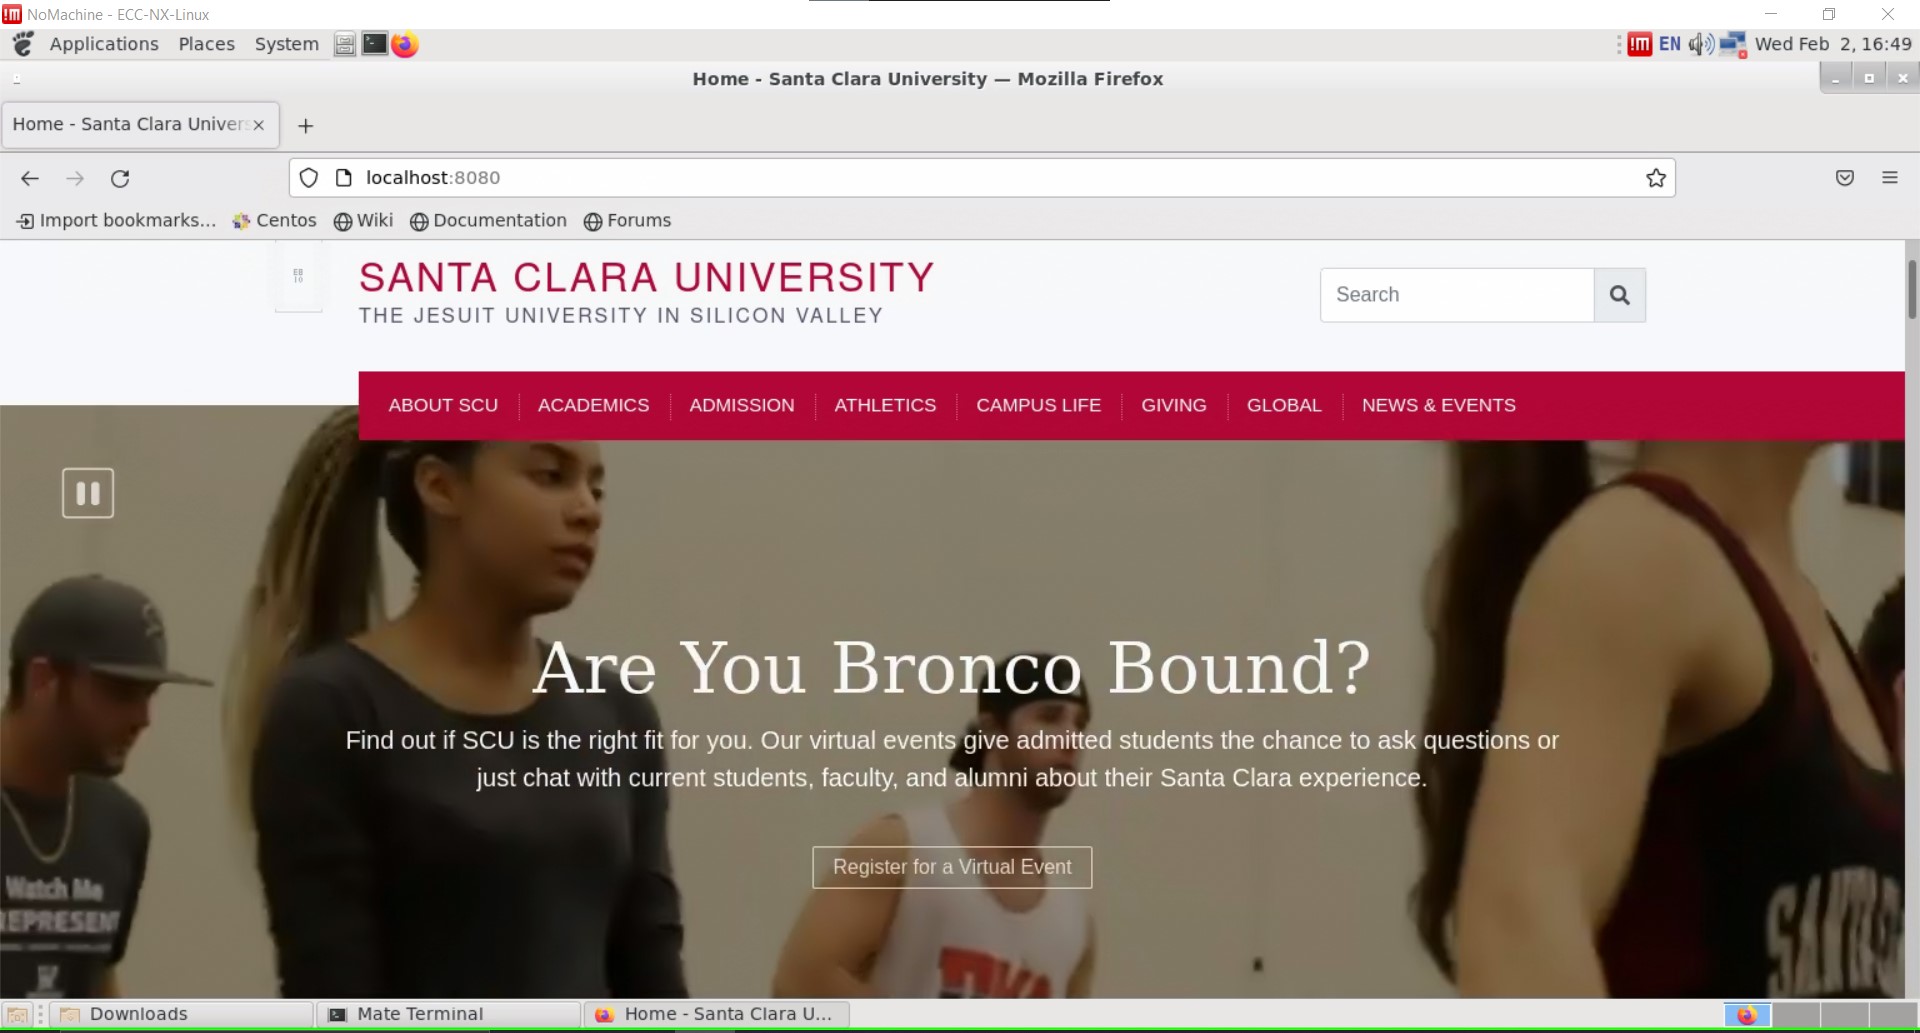 NoMachine - ECC-NX-Linux
Applications Places System EN Wed Feb 2, 16:49
Home - Santa Clara University — Mozilla Firefox
Home - Santa Clara Univers
localhost:8080
Import bookmarks... Centos Wiki Documentation Forums
SANTA CLARA UNIVERSITY
THE JESUIT UNIVERSITY IN SILICON VALLEY
Search
ABOUT SCU ACADEMICS ADMISSION ATHLETICS CAMPUS LIFE GIVING GLOBAL NEWS & EVENTS
Are You Bronco Bound?
Find out if SCU is the right fit for you. Our virtual events give admitted students the chance to ask questions or
just chat with current students, faculty, and alumni about their Santa Clara experience.
Register for a Virtual Event
Watch Me
REPRESENT
Downloads Mate Terminal Home - Santa Clara U...